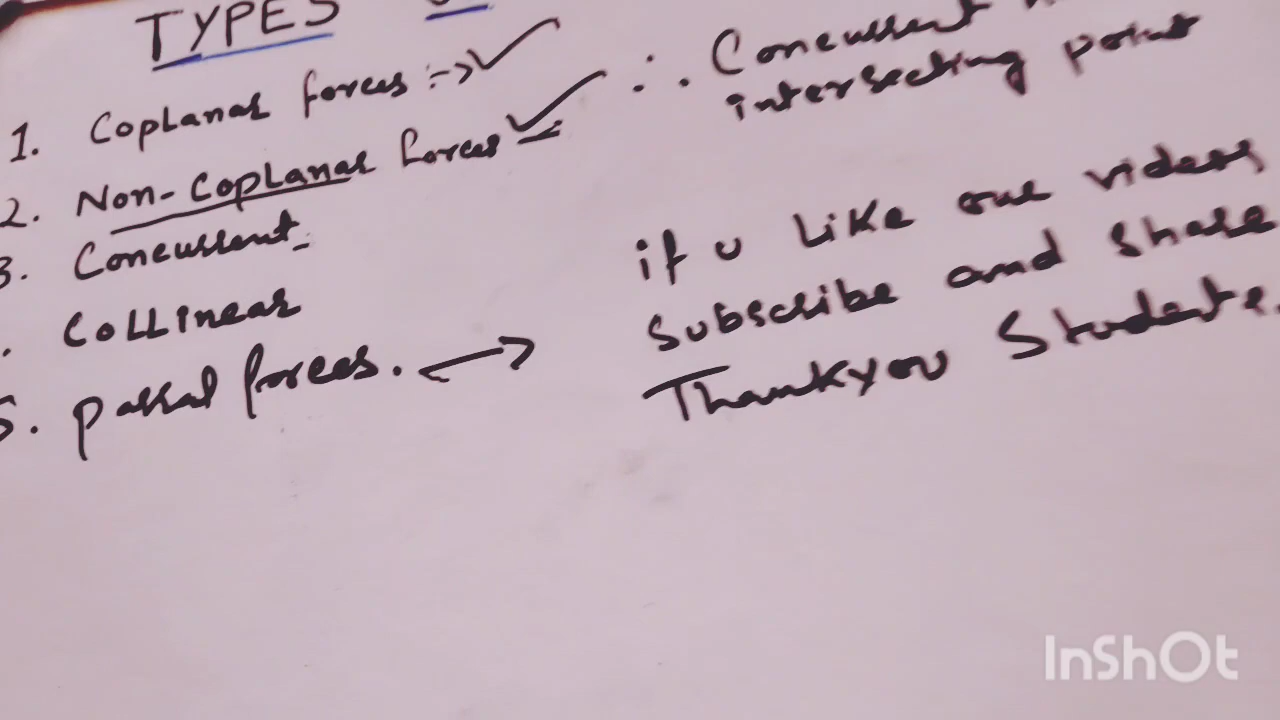 TYPES
1. Coplanar forces :->
2. Non-Coplanar forces =
3. Concurrent
Collinear
5. parral forces. ->
∴ Concurrent
intersecting point
if u Like our videos
Subscribe and Share
Thankyou Students.
InShOt